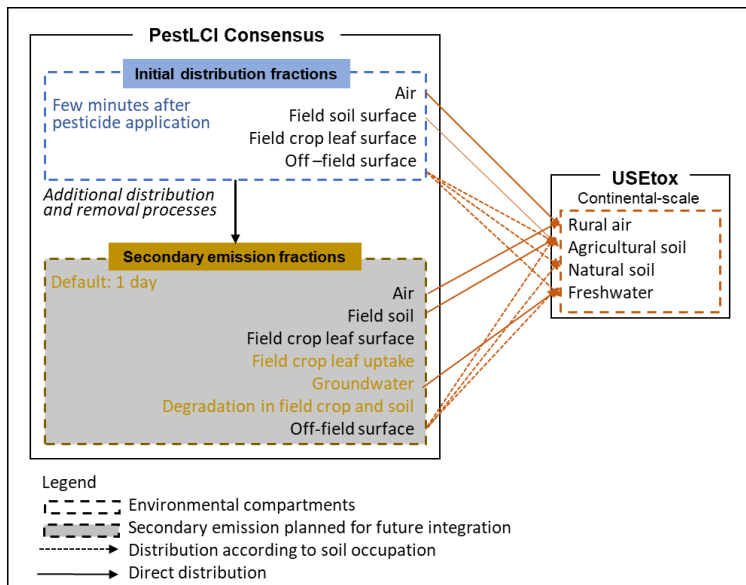 PestLCI Consensus
Initial distribution fractions
Few minutes after
pesticide application
Air
Field soil surface
Field crop leaf surface
Off –field surface
Additional distribution
and removal processes
Secondary emission fractions
Default: 1 day
Air
Field soil
Field crop leaf surface
Field crop leaf uptake
Groundwater
Degradation in field crop and soil
Off-field surface
USEtox
Continental-scale
Rural air
Agricultural soil
Natural soil
Freshwater
Legend
Environmental compartments
Secondary emission planned for future integration
Distribution according to soil occupation
Direct distribution